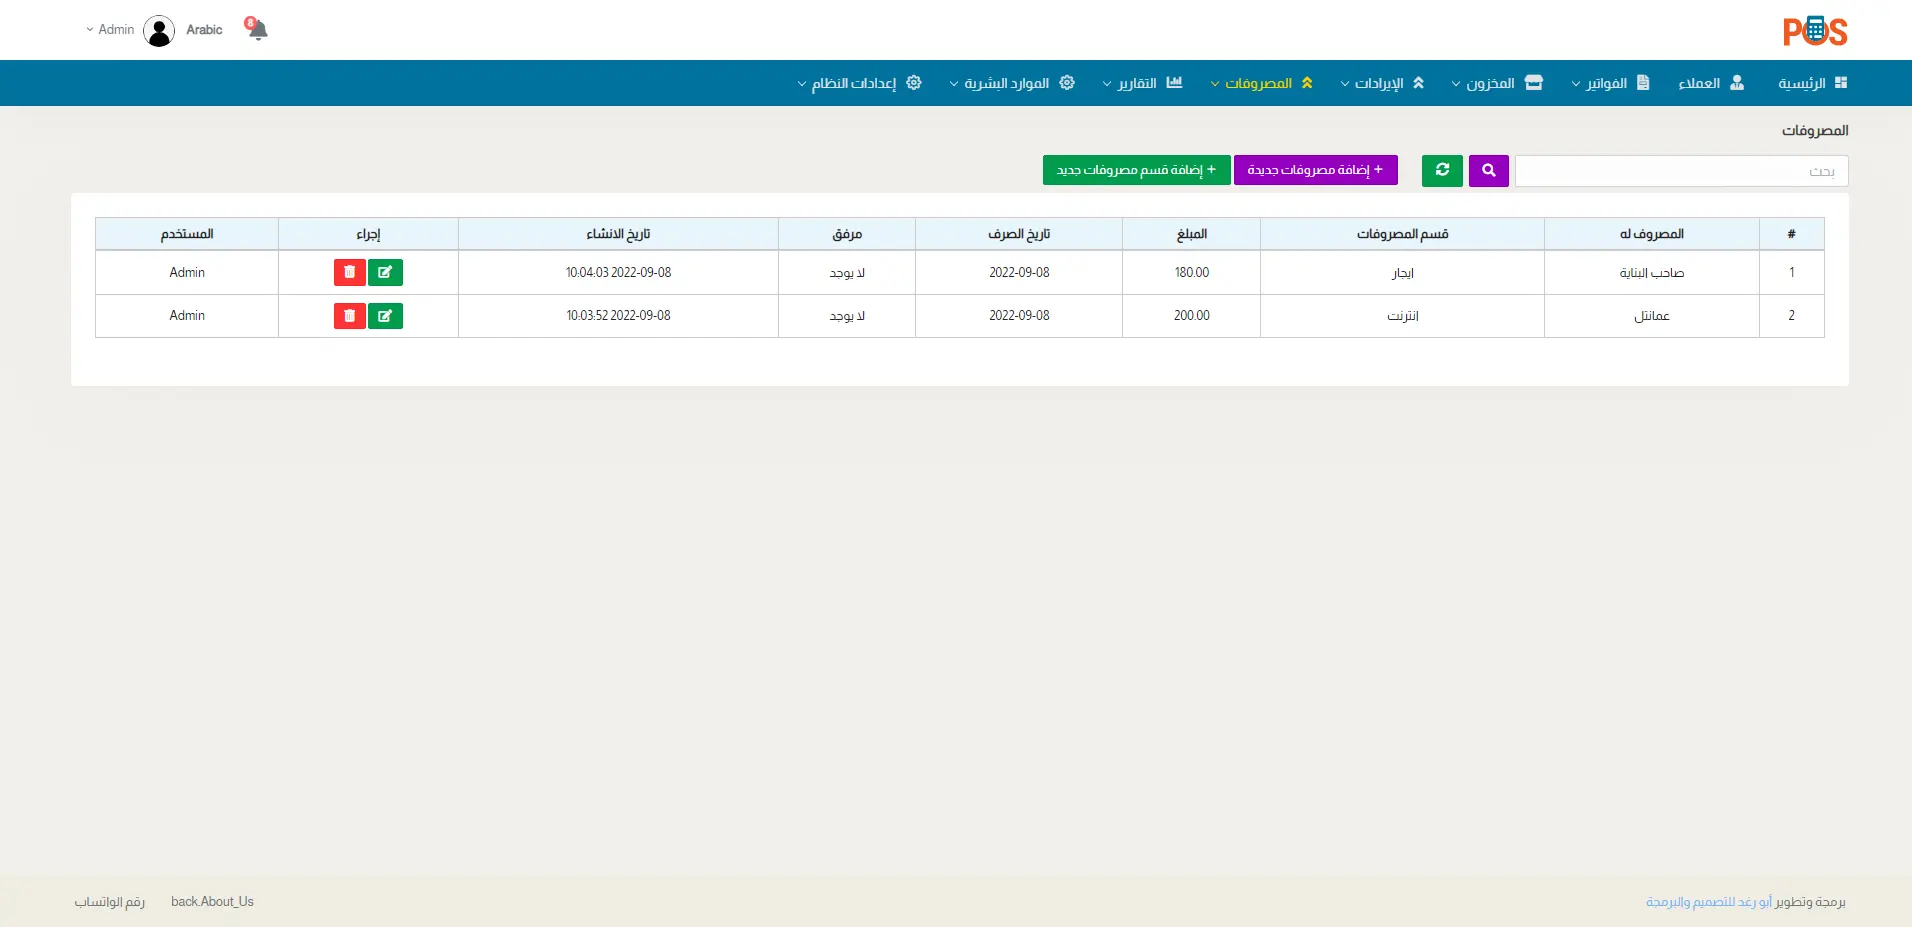 POS
8
Arabic
Admin
الرئيسية
العملاء
الفواتير
المخزون
الإيرادات
المصروفات
التقارير
الموارد البشرية
إعدادات النظام
المصروفات
بحث
+ إضافة مصروفات جديدة
+ إضافة قسم مصروفات جديد
# المصروف له قسم المصروفات المبلغ تاريخ الصرف مرفق تاريخ الانشاء إجراء المستخدم
1 صاحب البناية ايجار 180.00 2022-09-08 لا يوجد 2022-09-08 10:04:03 Admin
2 عمانتل انترنت 200.00 2022-09-08 لا يوجد 2022-09-08 10:03:52 Admin
برمجة وتطوير أبو رغد للتصميم والبرمجة
back.About_Us
رقم الواتساب